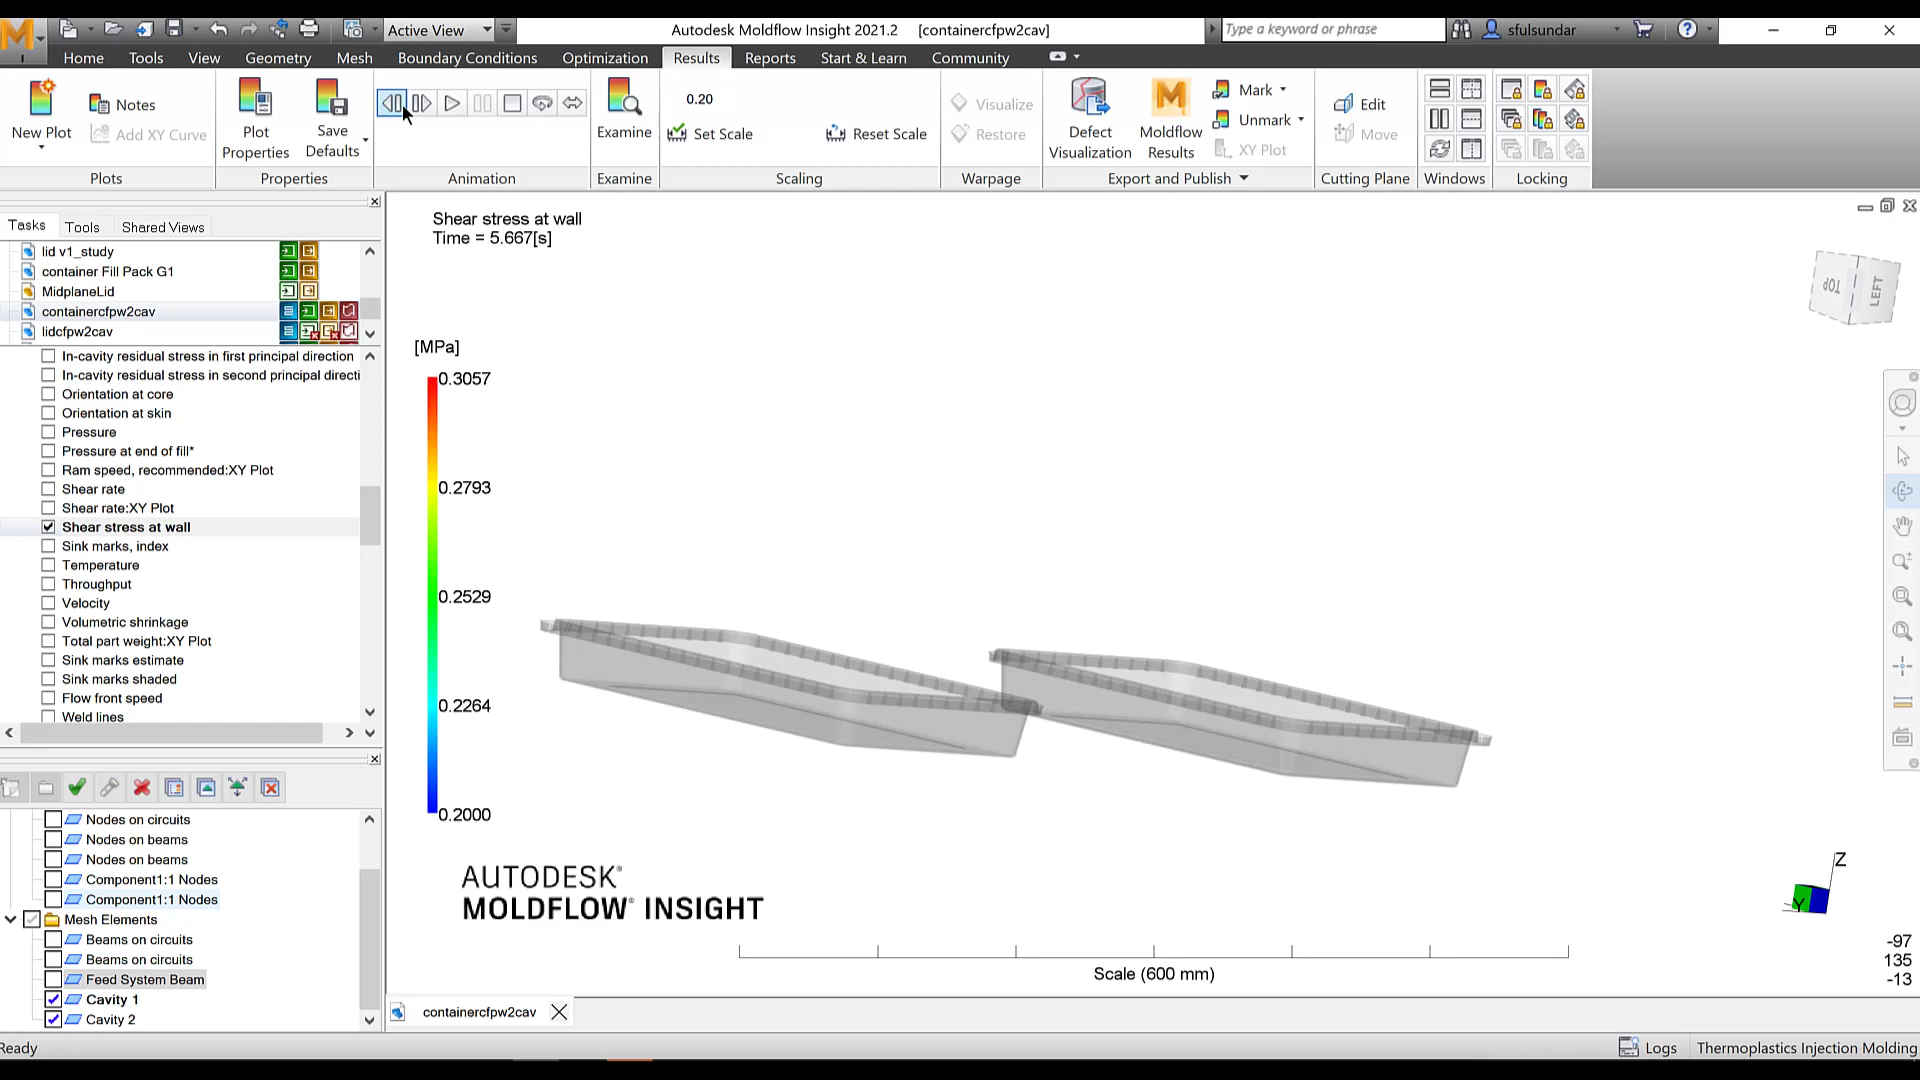 Active View
Autodesk Moldflow Insight 2021.2 [containercfpw2cav]
Type a keyword or phrase
sfulsundar
Home Tools View Geometry Mesh Boundary Conditions Optimization Results Reports Start & Learn Community
New Plot
Notes
Add XY Curve
Plot Properties
Save Defaults
Examine
0.20
Set Scale
Reset Scale
Visualize
Restore
Defect Visualization
Moldflow Results
Mark
Unmark
XY Plot
Edit
Move
Plots Properties Animation Examine Scaling Warpage Export and Publish Cutting Plane Windows Locking
Tasks Tools Shared Views
lid v1_study
container Fill Pack G1
MidplaneLid
containercfpw2cav
lidcfpw2cav
In-cavity residual stress in first principal direction
In-cavity residual stress in second principal directi
Orientation at core
Orientation at skin
Pressure
Pressure at end of fill*
Ram speed, recommended:XY Plot
Shear rate
Shear rate:XY Plot
Shear stress at wall
Sink marks, index
Temperature
Throughput
Velocity
Volumetric shrinkage
Total part weight:XY Plot
Sink marks estimate
Sink marks shaded
Flow front speed
Weld lines
Nodes on circuits
Nodes on beams
Nodes on beams
Component1:1 Nodes
Component1:1 Nodes
Mesh Elements
Beams on circuits
Beams on circuits
Feed System Beam
Cavity 1
Cavity 2
Shear stress at wall
Time = 5.667[s]
TOP
LEFT
[MPa]
0.3057
0.2793
0.2529
0.2264
0.2000
AUTODESK®
MOLDFLOW® INSIGHT
Z
Y
-97
135
-13
Scale (600 mm)
containercfpw2cav
Ready
Logs
Thermoplastics Injection Molding